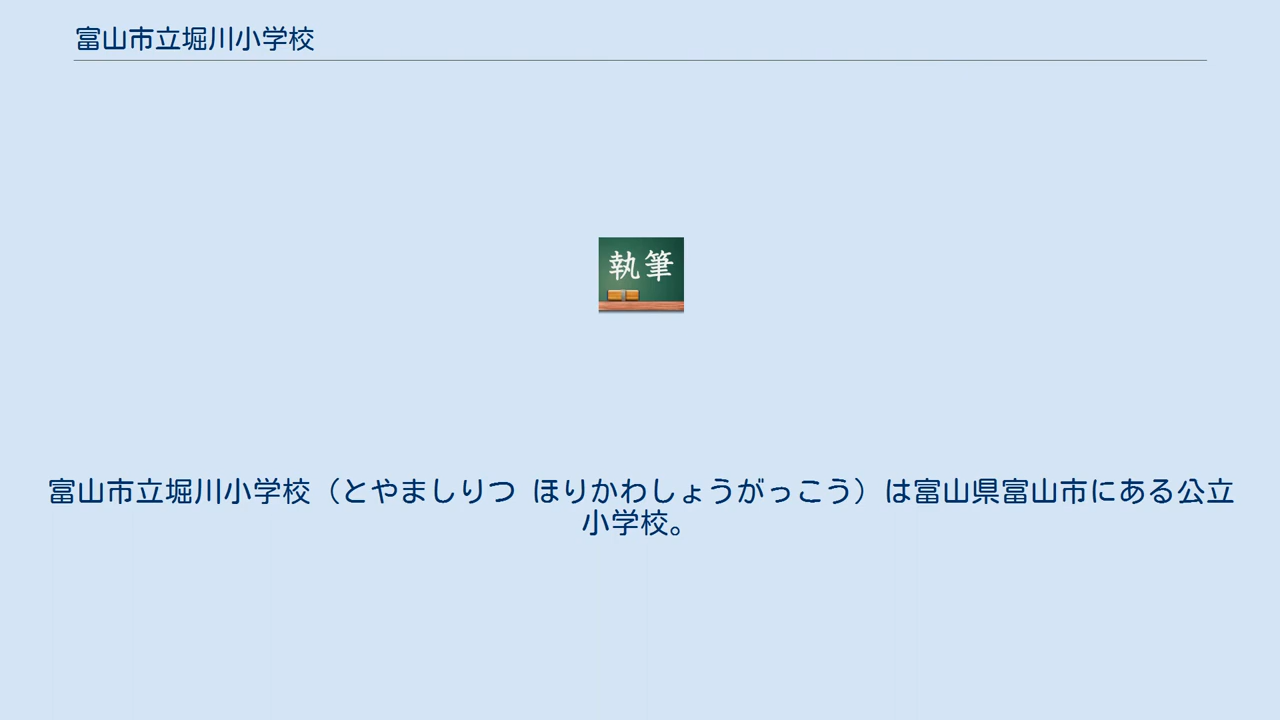 富山市立堀川小学校
執筆
富山市立堀川小学校（とやましりつ ほりかわしょうがっこう）は富山県富山市にある公立
小学校。